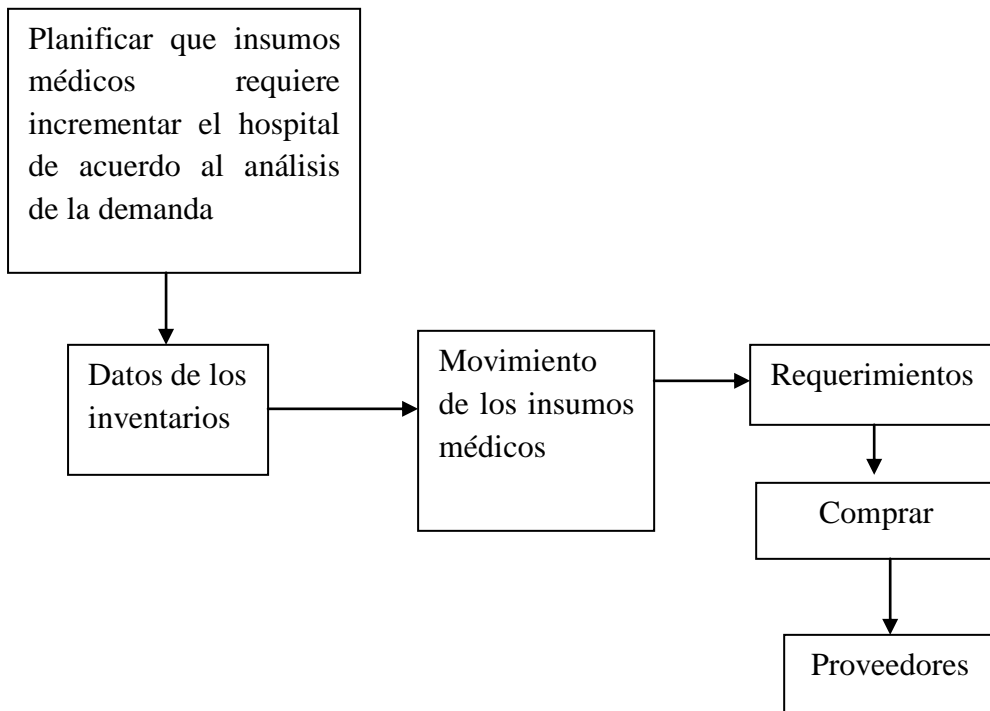 Planificar que insumos
médicos requiere
incrementar el hospital
de acuerdo al análisis
de la demanda
Datos de los
inventarios
Movimiento
de los insumos
médicos
Requerimientos
Comprar
Proveedores